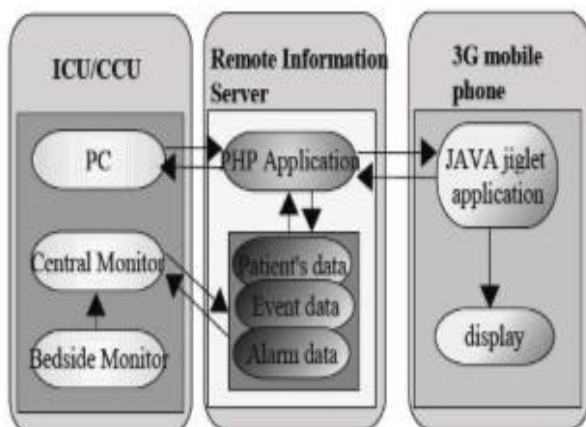 ICU/CCU
PC
Central Monitor
Bedside Monitor
Remote Information
Server
PHP Application
Patient's data
Event data
Alarm data
3G mobile
phone
JAVA jiglet
application
display